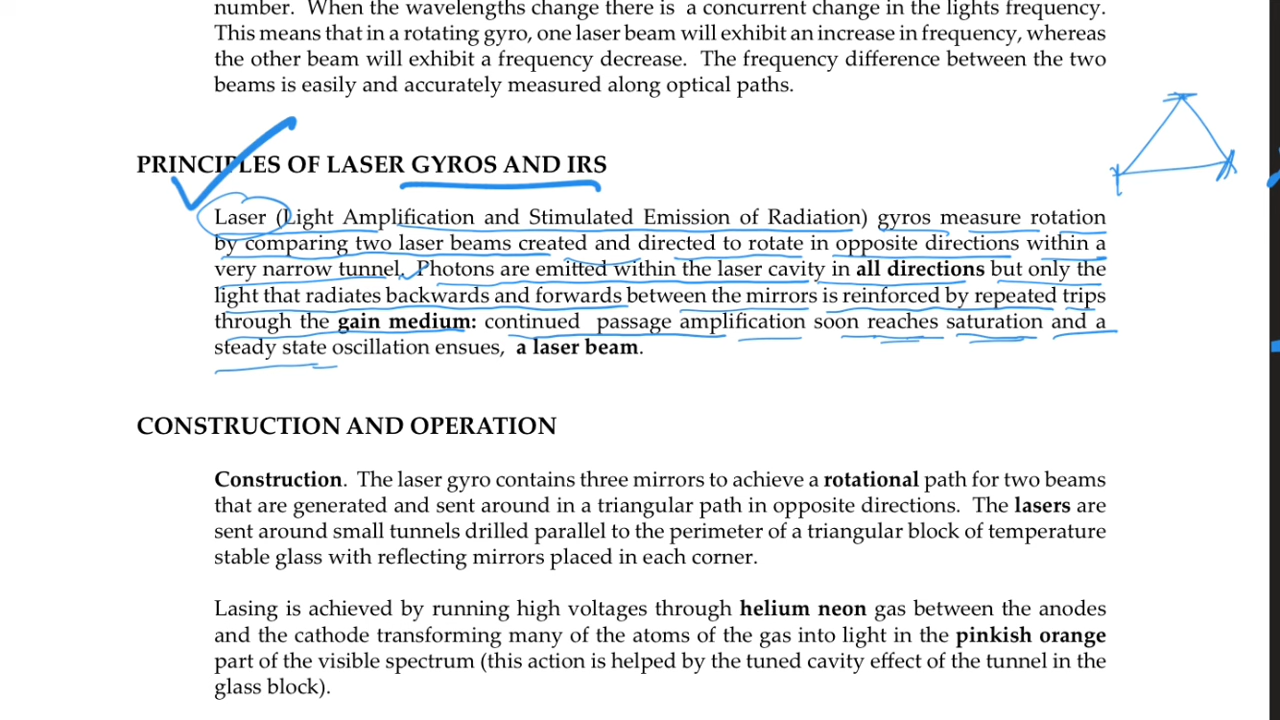 number. When the wavelengths change there is a concurrent change in the lights frequency.
This means that in a rotating gyro, one laser beam will exhibit an increase in frequency, whereas
the other beam will exhibit a frequency decrease. The frequency difference between the two
beams is easily and accurately measured along optical paths.
PRINCIPLES OF LASER GYROS AND IRS
Laser (Light Amplification and Stimulated Emission of Radiation) gyros measure rotation
by comparing two laser beams created and directed to rotate in opposite directions within a
very narrow tunnel. Photons are emitted within the laser cavity in all directions but only the
light that radiates backwards and forwards between the mirrors is reinforced by repeated trips
through the gain medium: continued passage amplification soon reaches saturation and a
steady state oscillation ensues, a laser beam.
CONSTRUCTION AND OPERATION
Construction. The laser gyro contains three mirrors to achieve a rotational path for two beams
that are generated and sent around in a triangular path in opposite directions. The lasers are
sent around small tunnels drilled parallel to the perimeter of a triangular block of temperature
stable glass with reflecting mirrors placed in each corner.
Lasing is achieved by running high voltages through helium neon gas between the anodes
and the cathode transforming many of the atoms of the gas into light in the pinkish orange
part of the visible spectrum (this action is helped by the tuned cavity effect of the tunnel in the
glass block).